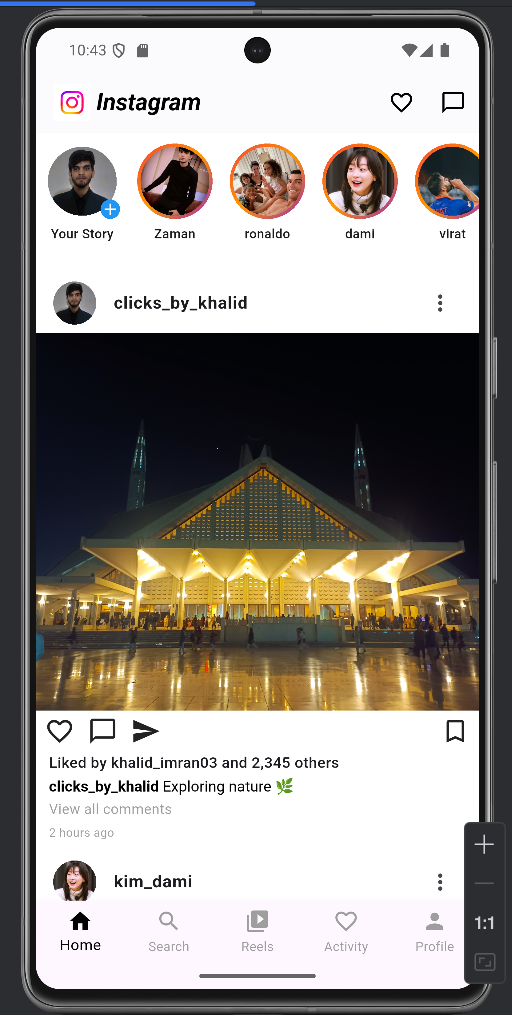 10:43
Instagram
Your Story Zaman ronaldo dami virat
clicks_by_khalid
Liked by khalid_imran03 and 2,345 others
clicks_by_khalid Exploring nature 🌿
View all comments
2 hours ago
kim_dami
Home Search Reels Activity Profile
1:1